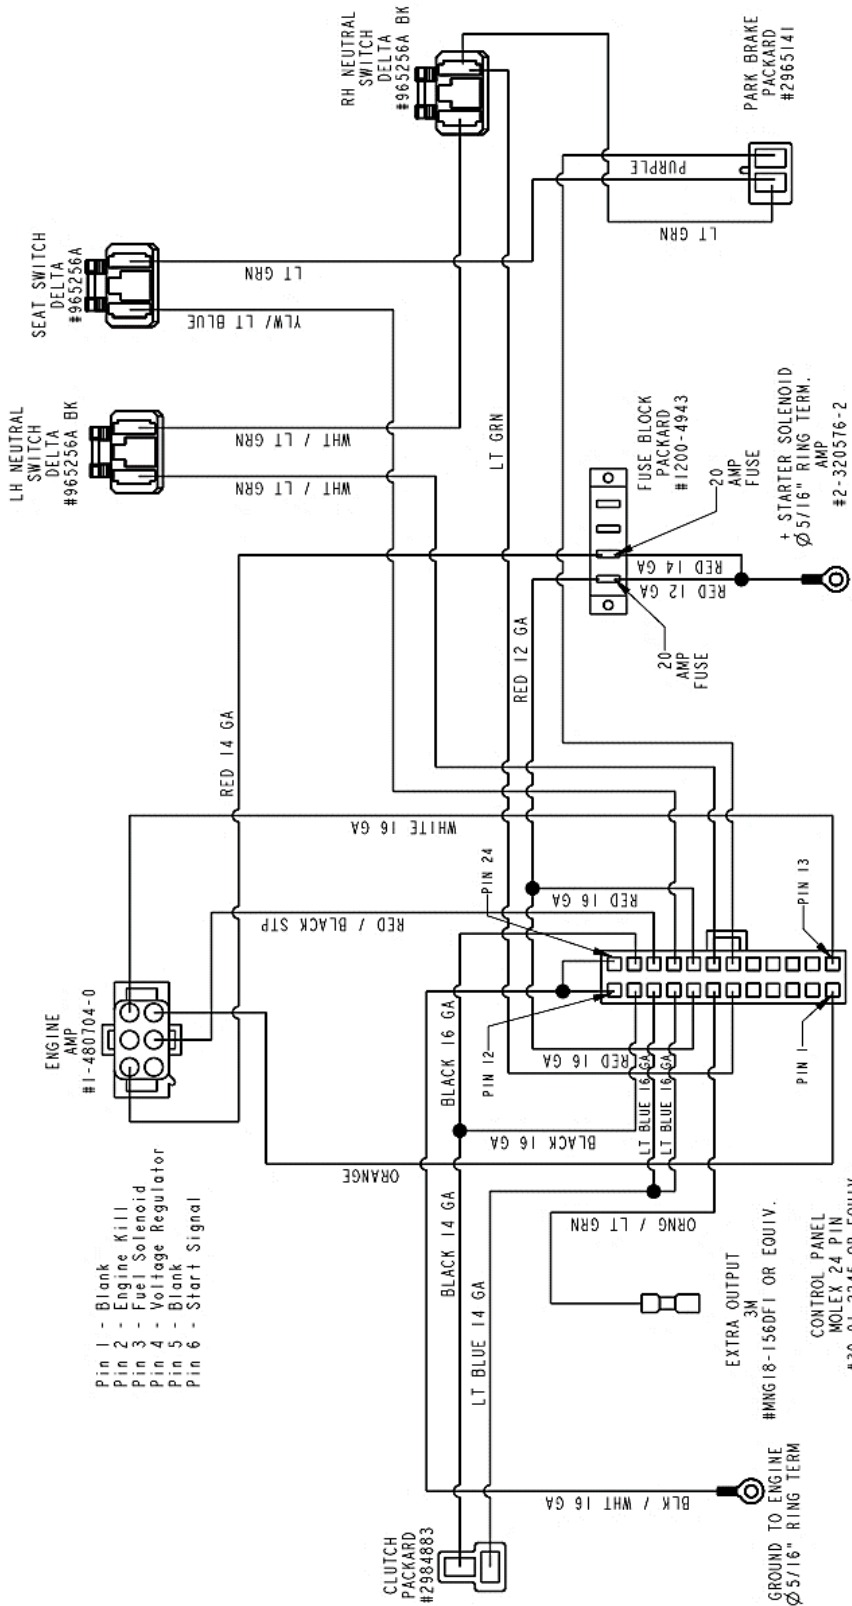 RH NEUTRAL
SWITCH
DELTA
#965256A BK
PARK BRAKE
PACKARD
#2965141
SEAT SWITCH
DELTA
#965256A
LH NEUTRAL
SWITCH
DELTA
#965256A BK
PURPLE
LT GRN
LT GRN
YLW/ LT BLUE
WHT / LT GRN
WHT / LT GRN
LT GRN
FUSE BLOCK
PACKARD
#1200-4943
20
AMP
FUSE
+ STARTER SOLENOID
Ø5/16" RING TERM.
AMP
#2-320576-2
RED 14 GA
RED 12 GA
20
AMP
FUSE
RED 12 GA
RED 14 GA
WHITE 16 GA
RED / BLACK STP
RED 16 GA
PIN 24
PIN 13
ENGINE
AMP
#1-480704-0
BLACK 16 GA
PIN 12
RED 16 GA
PIN 1
LT BLUE 16 GA
LT BLUE 16 GA
BLACK 16 GA
ORANGE
Pin 1 - Blank
Pin 2 - Engine Kill
Pin 3 - Fuel Solenoid
Pin 4 - Voltage Regulator
Pin 5 - Blank
Pin 6 - Start Signal
BLACK 14 GA
LT BLUE 14 GA
ORNG / LT GRN
EXTRA OUTPUT
3M
#MNG18-156DFI OR EQUIV.
CONTROL PANEL
MOLEX 24 PIN
OR EQUIV
BLK / WHT 16 GA
CLUTCH
PACKARD
#2984883
GROUND TO ENGINE
Ø5/16" RING TERM